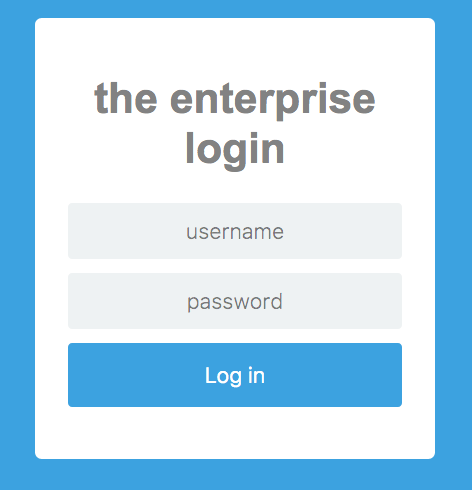 the enterprise
login
username
password
Log in